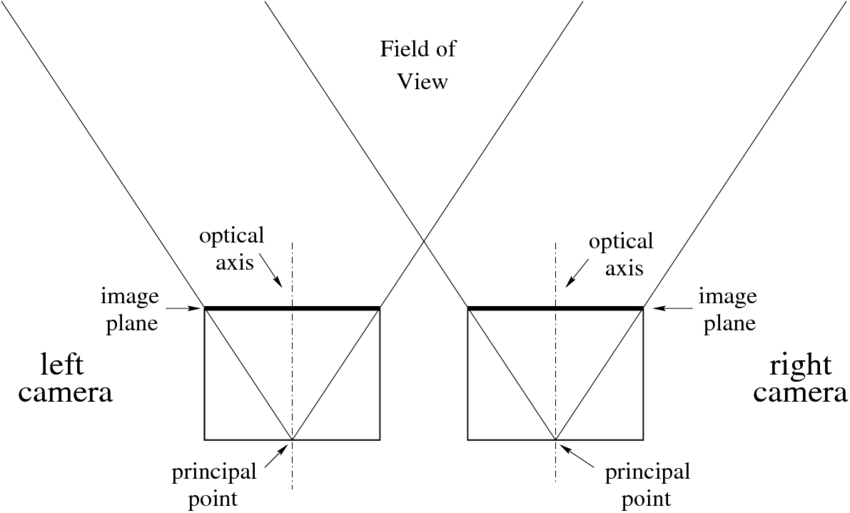 Field of
View
optical
axis
optical
axis
image
plane
image
plane
left
camera
right
camera
principal
point
principal
point